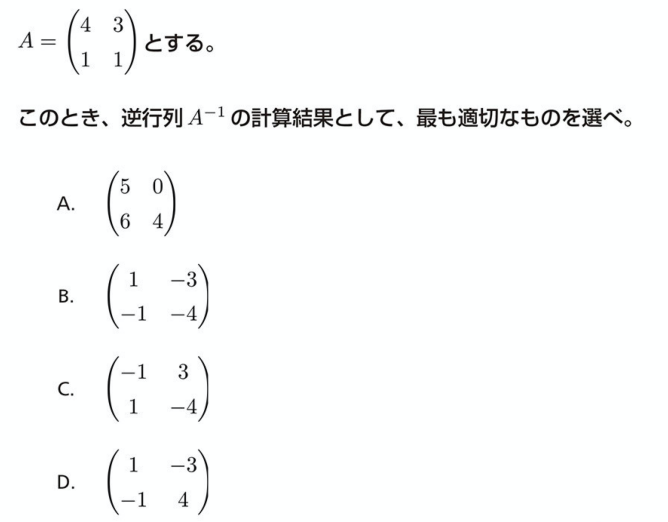 A = \begin{pmatrix} 4 & 3 \\ 1 & 1 \end{pmatrix} とする。
このとき、逆行列 A^{-1} の計算結果として、最も適切なものを選べ。
A. \begin{pmatrix} 5 & 0 \\ 6 & 4 \end{pmatrix}
B. \begin{pmatrix} 1 & -3 \\ -1 & -4 \end{pmatrix}
C. \begin{pmatrix} -1 & 3 \\ 1 & -4 \end{pmatrix}
D. \begin{pmatrix} 1 & -3 \\ -1 & 4 \end{pmatrix}